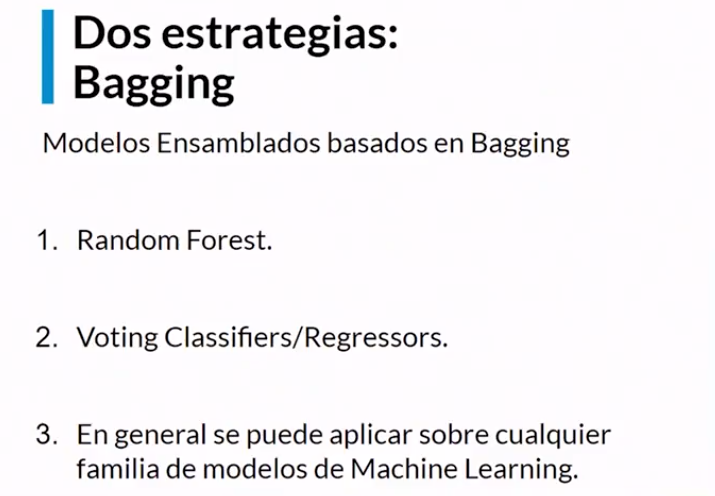 Dos estrategias:
Bagging
Modelos Ensamblados basados en Bagging
1. Random Forest.
2. Voting Classifiers/Regressors.
3. En general se puede aplicar sobre cualquier
familia de modelos de Machine Learning.